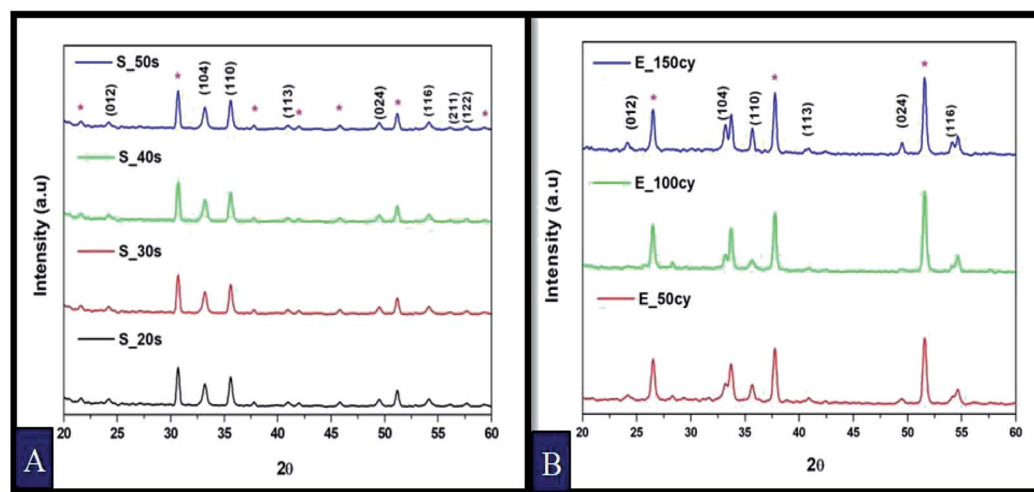 S_50s
* (012) * (104) (110) * (113) * * (024) * (116) (211) (122) *
S_40s
S_30s
S_20s
Intensity (a.u)
20 25 30 35 40 45 50 55 60
2θ
A
E_150cy
(012) * (104) (110) * (113) (024) * (116)
E_100cy
E_50cy
Intensity (a.u)
20 25 30 35 40 45 50 55 60
2θ
B